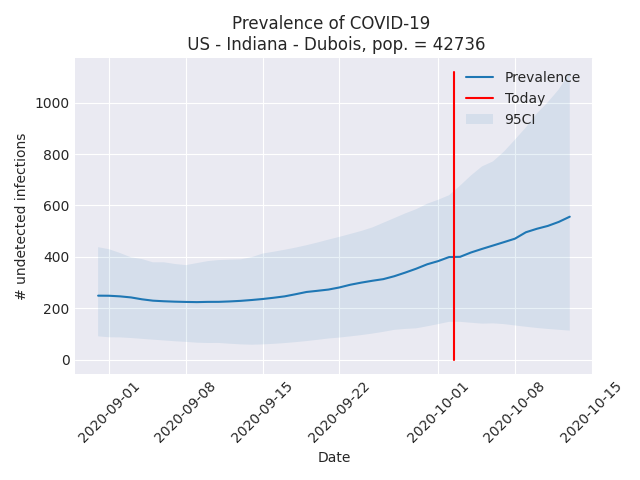 Prevalence of COVID-19
US - Indiana - Dubois, pop. = 42736
Prevalence
Today
95CI
# undetected infections
1000
800
600
400
200
0
2020-09-01
2020-09-08
2020-09-15
2020-09-22
2020-10-01
2020-10-08
2020-10-15
Date